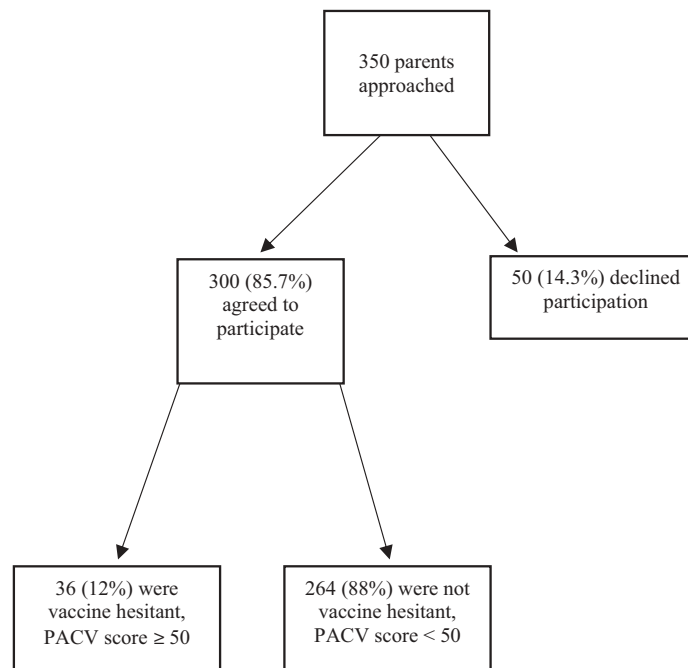 350 parents
approached
300 (85.7%)
agreed to
participate
50 (14.3%) declined
participation
36 (12%) were
vaccine hesitant,
PACV score ≥ 50
264 (88%) were not
vaccine hesitant,
PACV score < 50